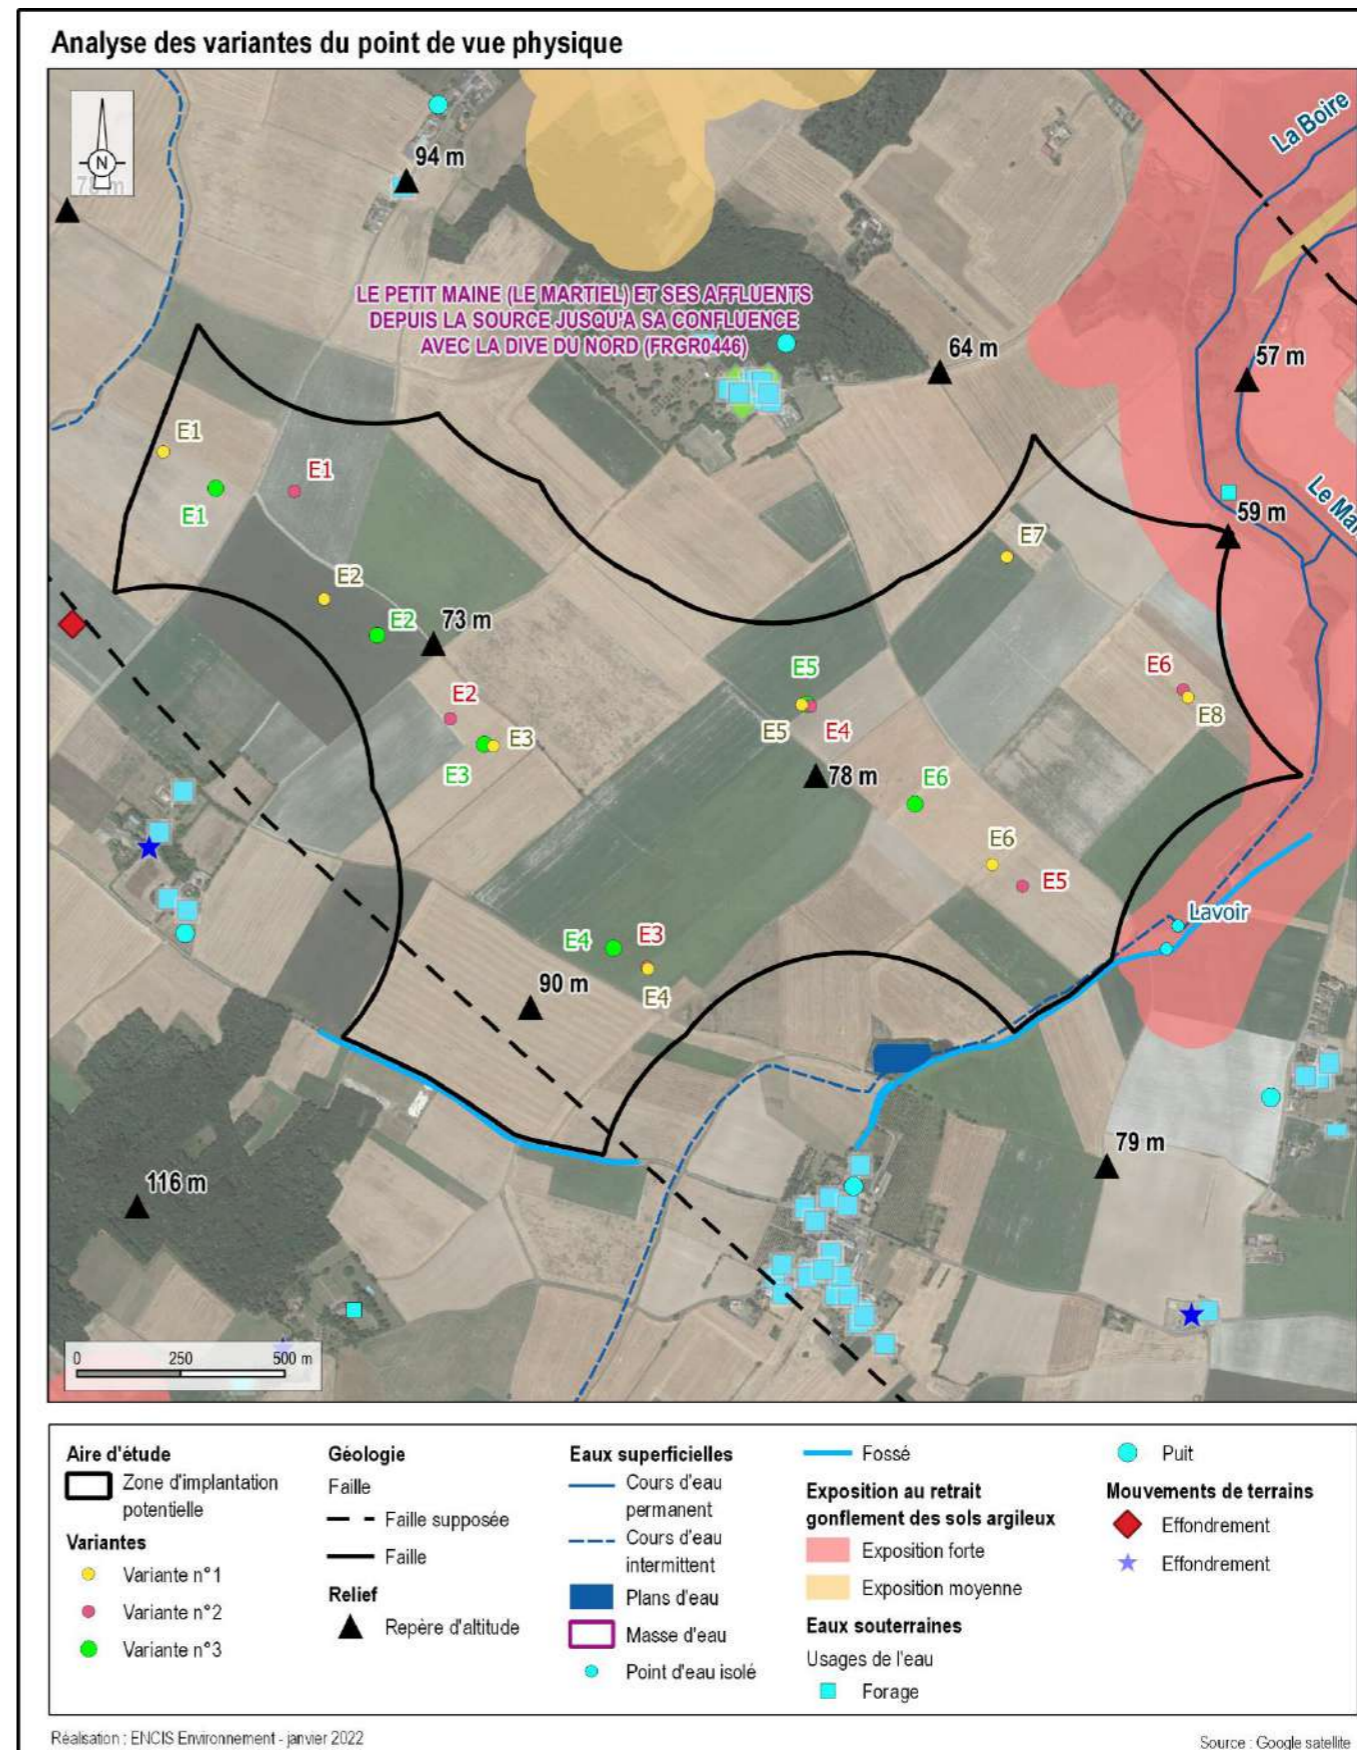 Analyse des variantes du point de vue physique
La Boire
N
94 m
78 m
LE PETIT MAINE (LE MARTIEL) ET SES AFFLUENTS
DEPUIS LA SOURCE JUSQU'A SA CONFLUENCE
AVEC LA DIVE DU NORD (FRGR0446)
64 m
57 m
E1
E1
E1
Le Mar
59 m
E7
E2
E2
73 m
E5
E6
E2
E3
E5
E4
E8
E3
78 m
E6
E6
E5
Lavoir
E4
E3
90 m
E4
79 m
116 m
0 250 500 m
Aire d'étude
Zone d'implantation
potentielle
Variantes
Variante n°1
Variante n°2
Variante n°3
Géologie
Faille
Faille supposée
Faille
Relief
Repère d'altitude
Eaux superficielles
Cours d'eau
permanent
Cours d'eau
intermittent
Plans d'eau
Masse d'eau
Point d'eau isolé
Fossé
Exposition au retrait
gonflement des sols argileux
Exposition forte
Exposition moyenne
Eaux souterraines
Usages de l'eau
Forage
Puit
Mouvements de terrains
Effondrement
Effondrement
Réalisation : ENCIS Environnement - janvier 2022
Source : Google satellite